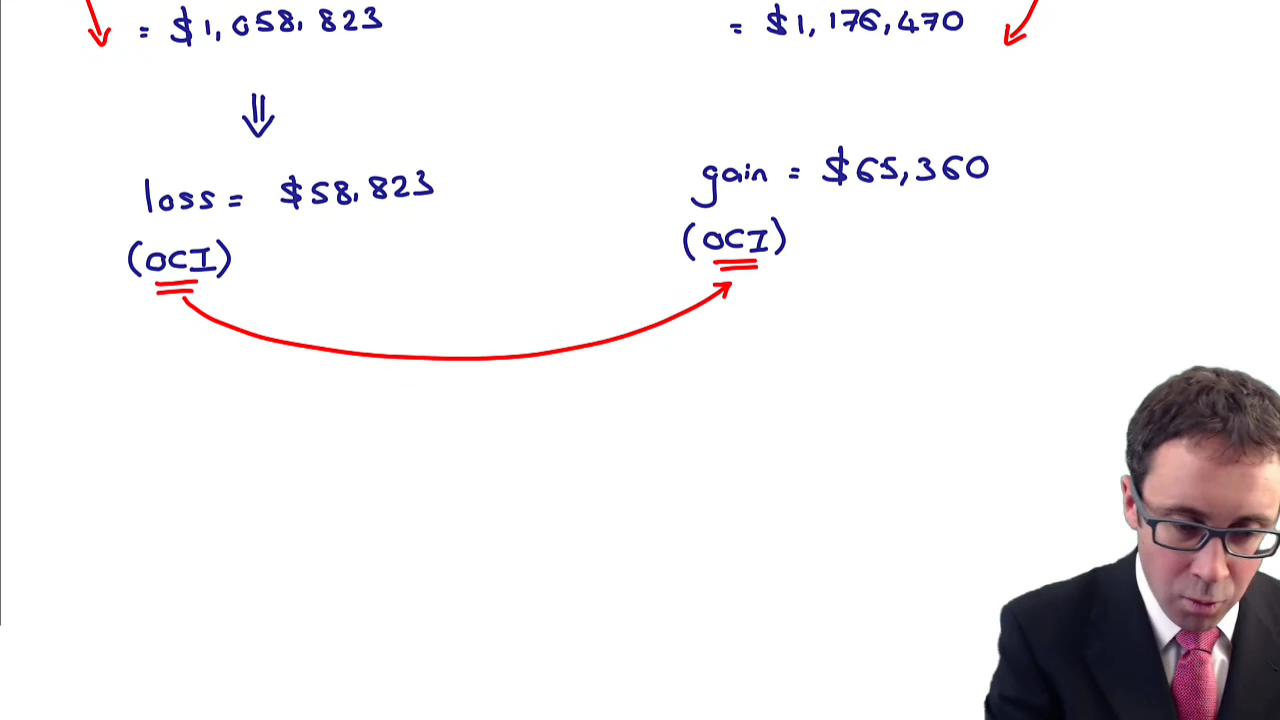 = $1,058,823
= $1,176,470
loss = $58,823
(OCI)
gain = $65,360
(OCI)